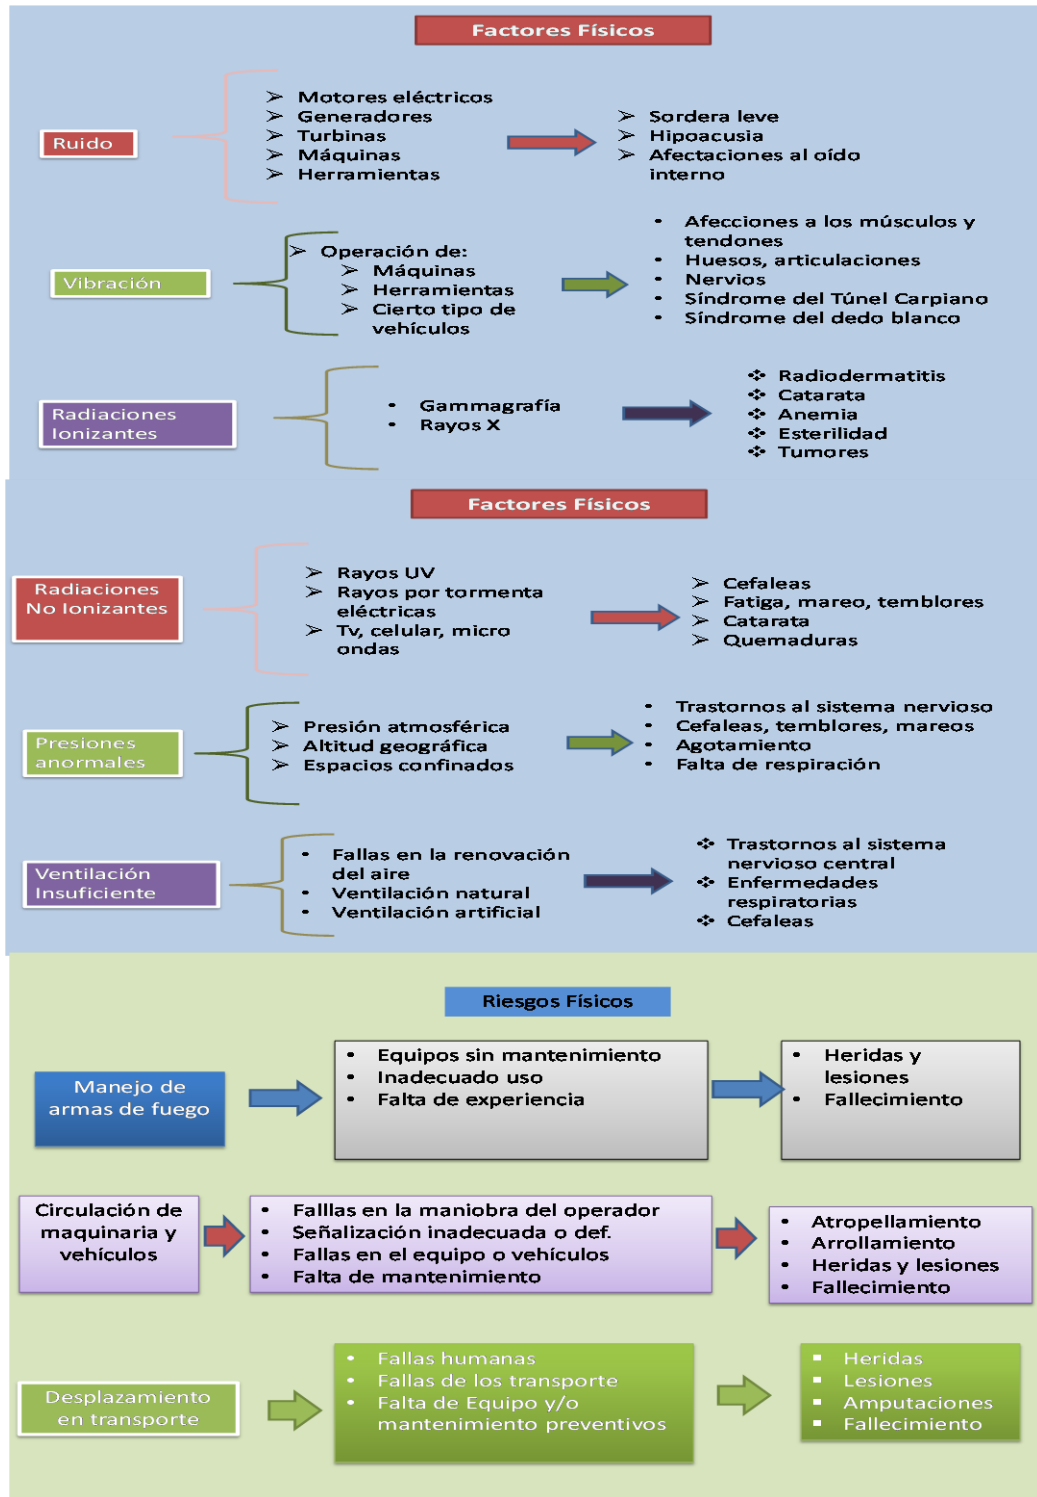 Factores Físicos
Ruido
➢ Motores eléctricos
➢ Generadores
➢ Turbinas
➢ Máquinas
➢ Herramientas
➢ Sordera leve
➢ Hipoacusia
➢ Afectaciones al oído
interno
Vibración
➢ Operación de:
➢ Máquinas
➢ Herramientas
➢ Cierto tipo de
vehículos
• Afecciones a los músculos y
tendones
• Huesos, articulaciones
• Nervios
• Síndrome del Túnel Carpiano
• Síndrome del dedo blanco
Radiaciones
Ionizantes
• Gammagrafía
• Rayos X
❖ Radiodermatitis
❖ Catarata
❖ Anemia
❖ Esterilidad
❖ Tumores
Factores Físicos
Radiaciones
No Ionizantes
➢ Rayos UV
➢ Rayos por tormenta
eléctricas
➢ Tv, celular, micro
ondas
➢ Cefaleas
➢ Fatiga, mareo, temblores
➢ Catarata
➢ Quemaduras
Presiones
anormales
➢ Presión atmosférica
➢ Altitud geográfica
➢ Espacios confinados
• Trastornos al sistema nervioso
• Cefaleas, temblores, mareos
• Agotamiento
• Falta de respiración
Ventilación
Insuficiente
• Fallas en la renovación
del aire
• Ventilación natural
• Ventilación artificial
❖ Trastornos al sistema
nervioso central
❖ Enfermedades
respiratorias
❖ Cefaleas
Riesgos Físicos
Manejo de
armas de fuego
• Equipos sin mantenimiento
• Inadecuado uso
• Falta de experiencia
• Heridas y
lesiones
• Fallecimiento
Circulación de
maquinaria y
vehículos
• Falllas en la maniobra del operador
• Señalización inadecuada o def.
• Fallas en el equipo o vehículos
• Falta de mantenimiento
• Atropellamiento
• Arrollamiento
• Heridas y lesiones
• Fallecimiento
Desplazamiento
en transporte
• Fallas humanas
• Fallas de los transporte
• Falta de Equipo y/o
mantenimiento preventivos
▪ Heridas
▪ Lesiones
▪ Amputaciones
▪ Fallecimiento